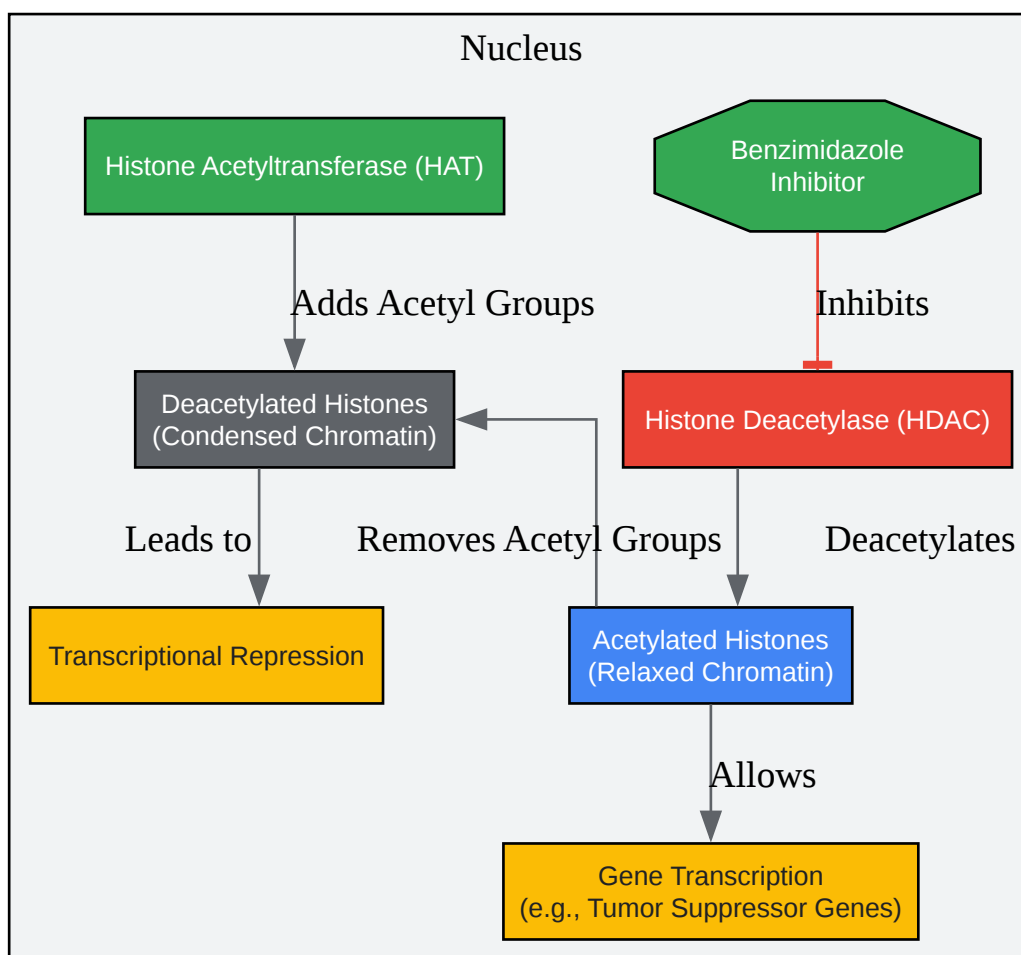 Nucleus
Histone Acetyltransferase (HAT)
Benzimidazole
Inhibitor
Adds Acetyl Groups
Inhibits
Deacetylated Histones
(Condensed Chromatin)
Histone Deacetylase (HDAC)
Leads to
Removes Acetyl Groups
Deacetylates
Transcriptional Repression
Acetylated Histones
(Relaxed Chromatin)
Allows
Gene Transcription
(e.g., Tumor Suppressor Genes)